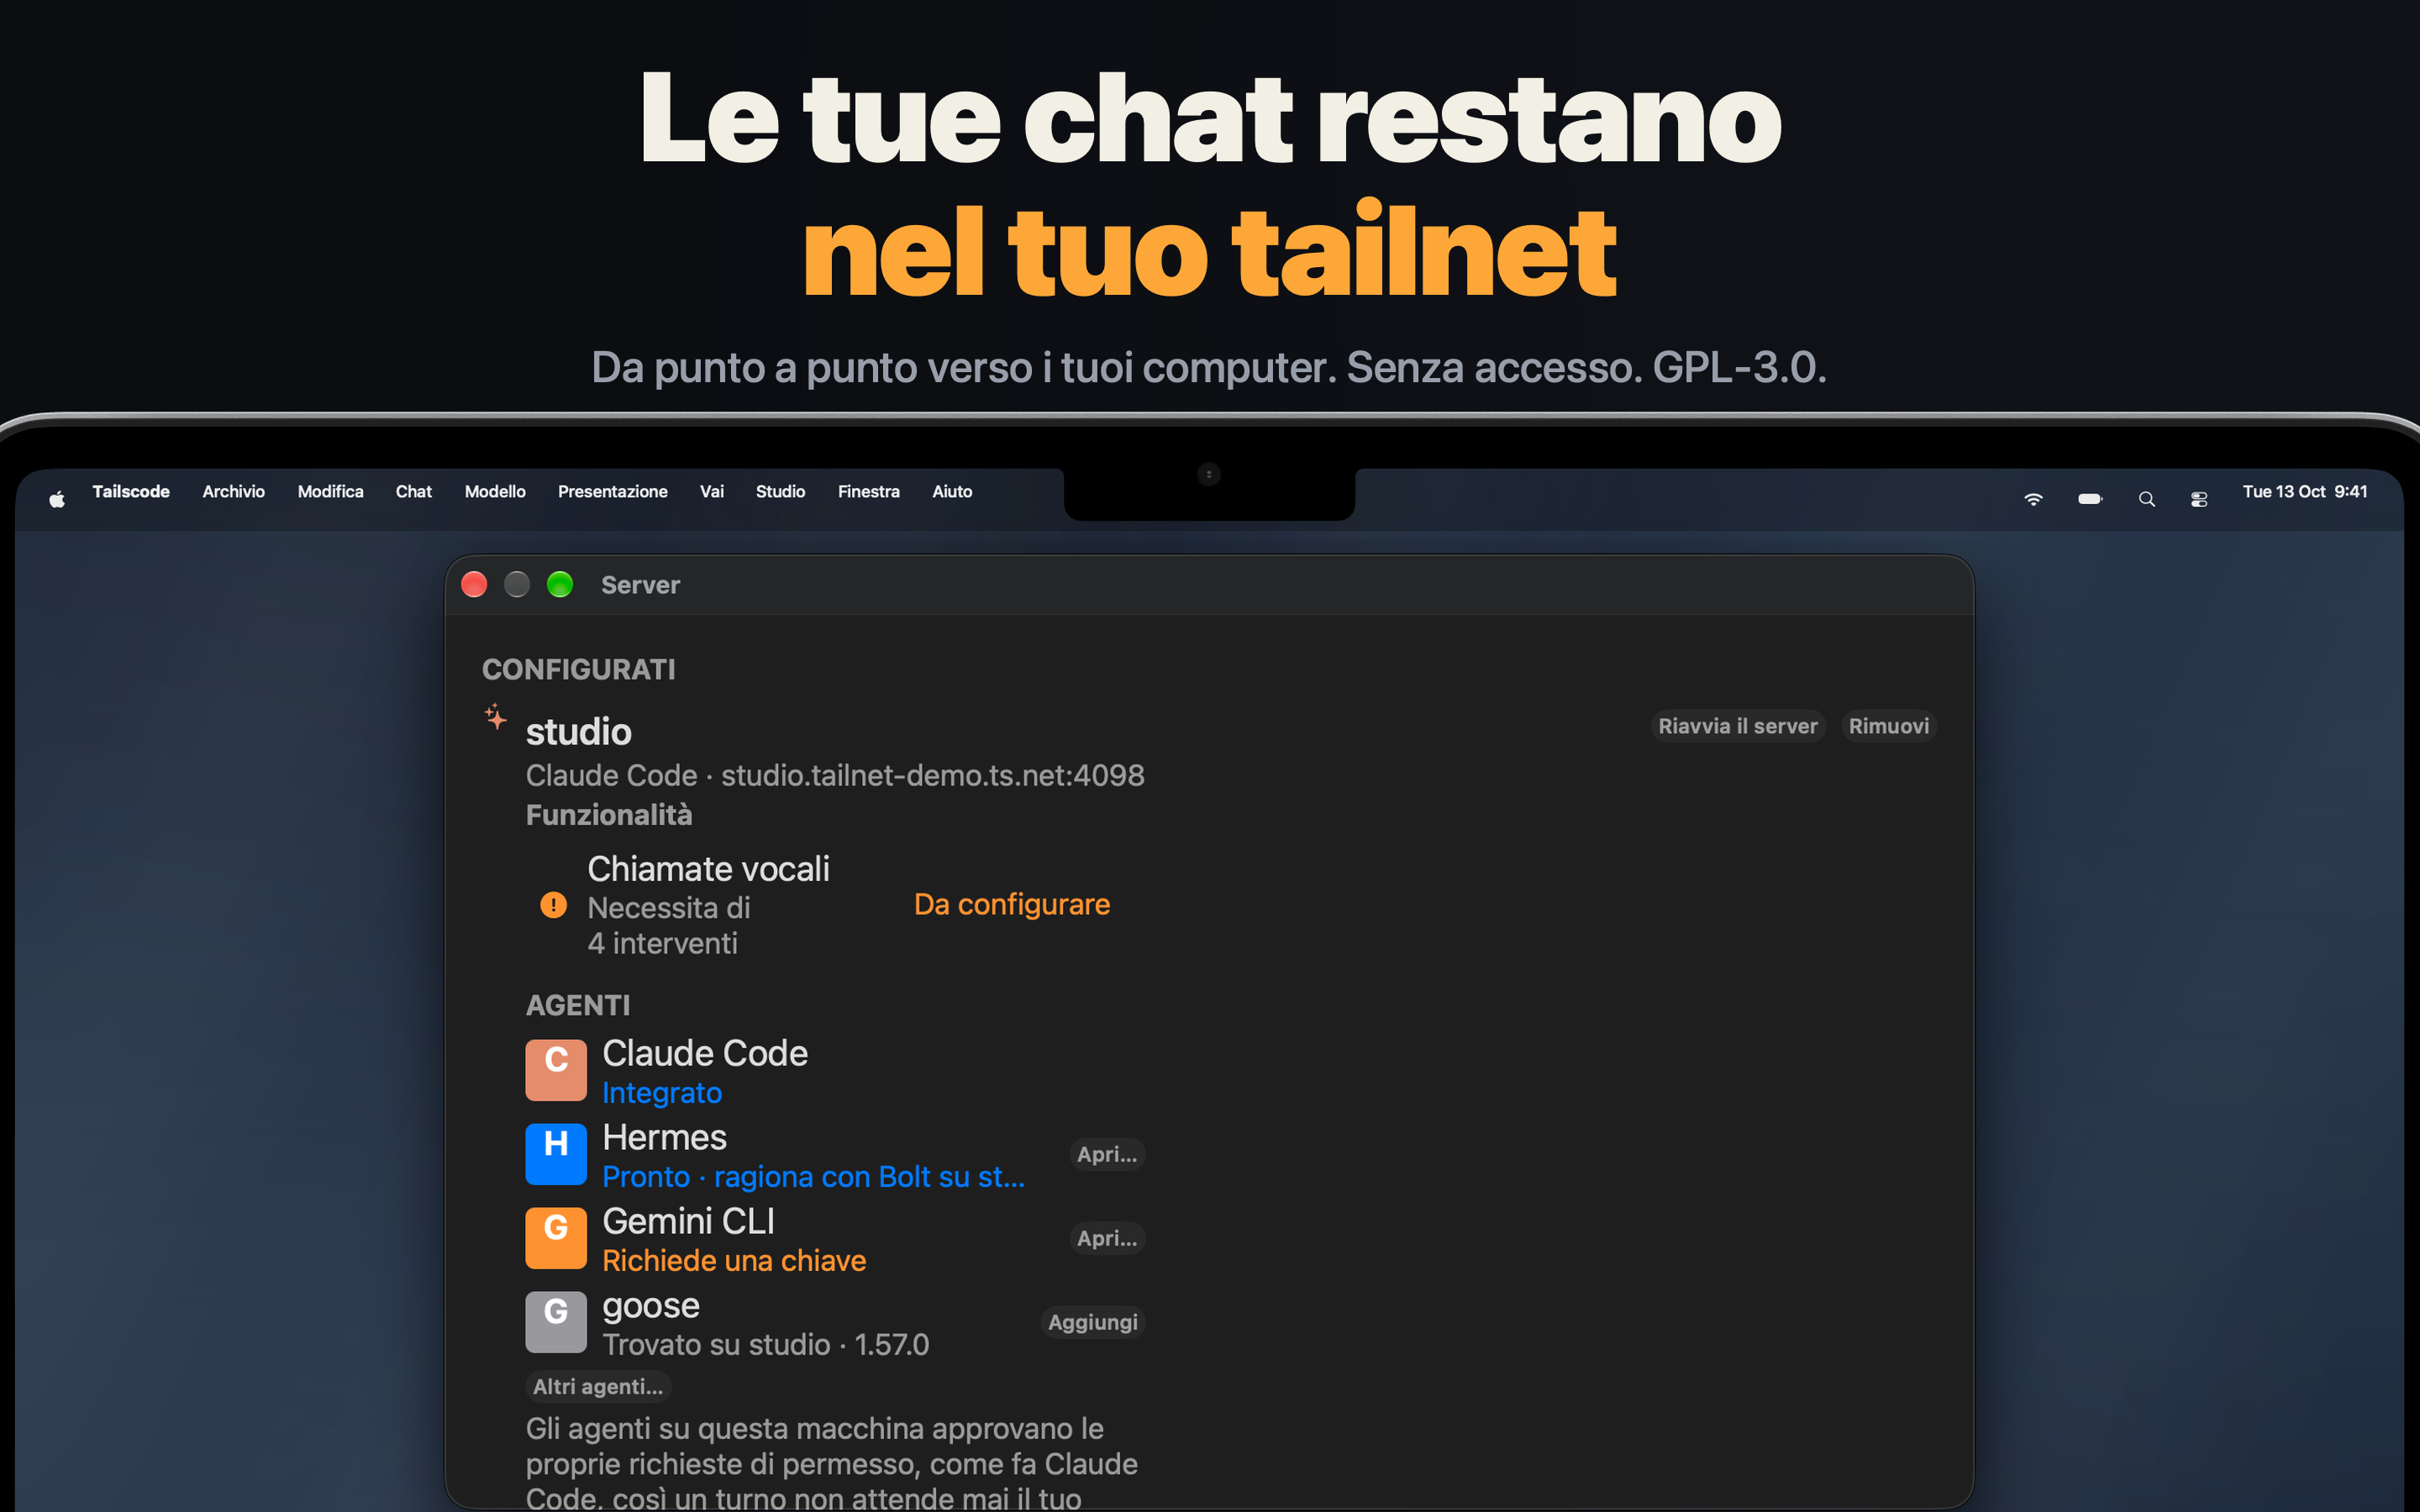 Le tue chat restano
nel tuo tailnet
Da punto a punto verso i tuoi computer. Senza accesso. GPL-3.0.
Tailscode Archivio Modifica Chat Modello Presentazione Vai Studio Finestra Aiuto Tue 13 Oct 9:41
Server
CONFIGURATI
studio
Riavvia il server Rimuovi
Claude Code · studio.tailnet-demo.ts.net:4098
Funzionalità
Chiamate vocali
Necessita di
4 interventi
Da configurare
AGENTI
C Claude Code
Integrato
H Hermes
Pronto · ragiona con Bolt su st...
Apri...
G Gemini CLI
Richiede una chiave
Apri...
G goose
Trovato su studio · 1.57.0
Aggiungi
Altri agenti...
Gli agenti su questa macchina approvano le
proprie richieste di permesso, come fa Claude
Code, così un turno non attende mai il tuo